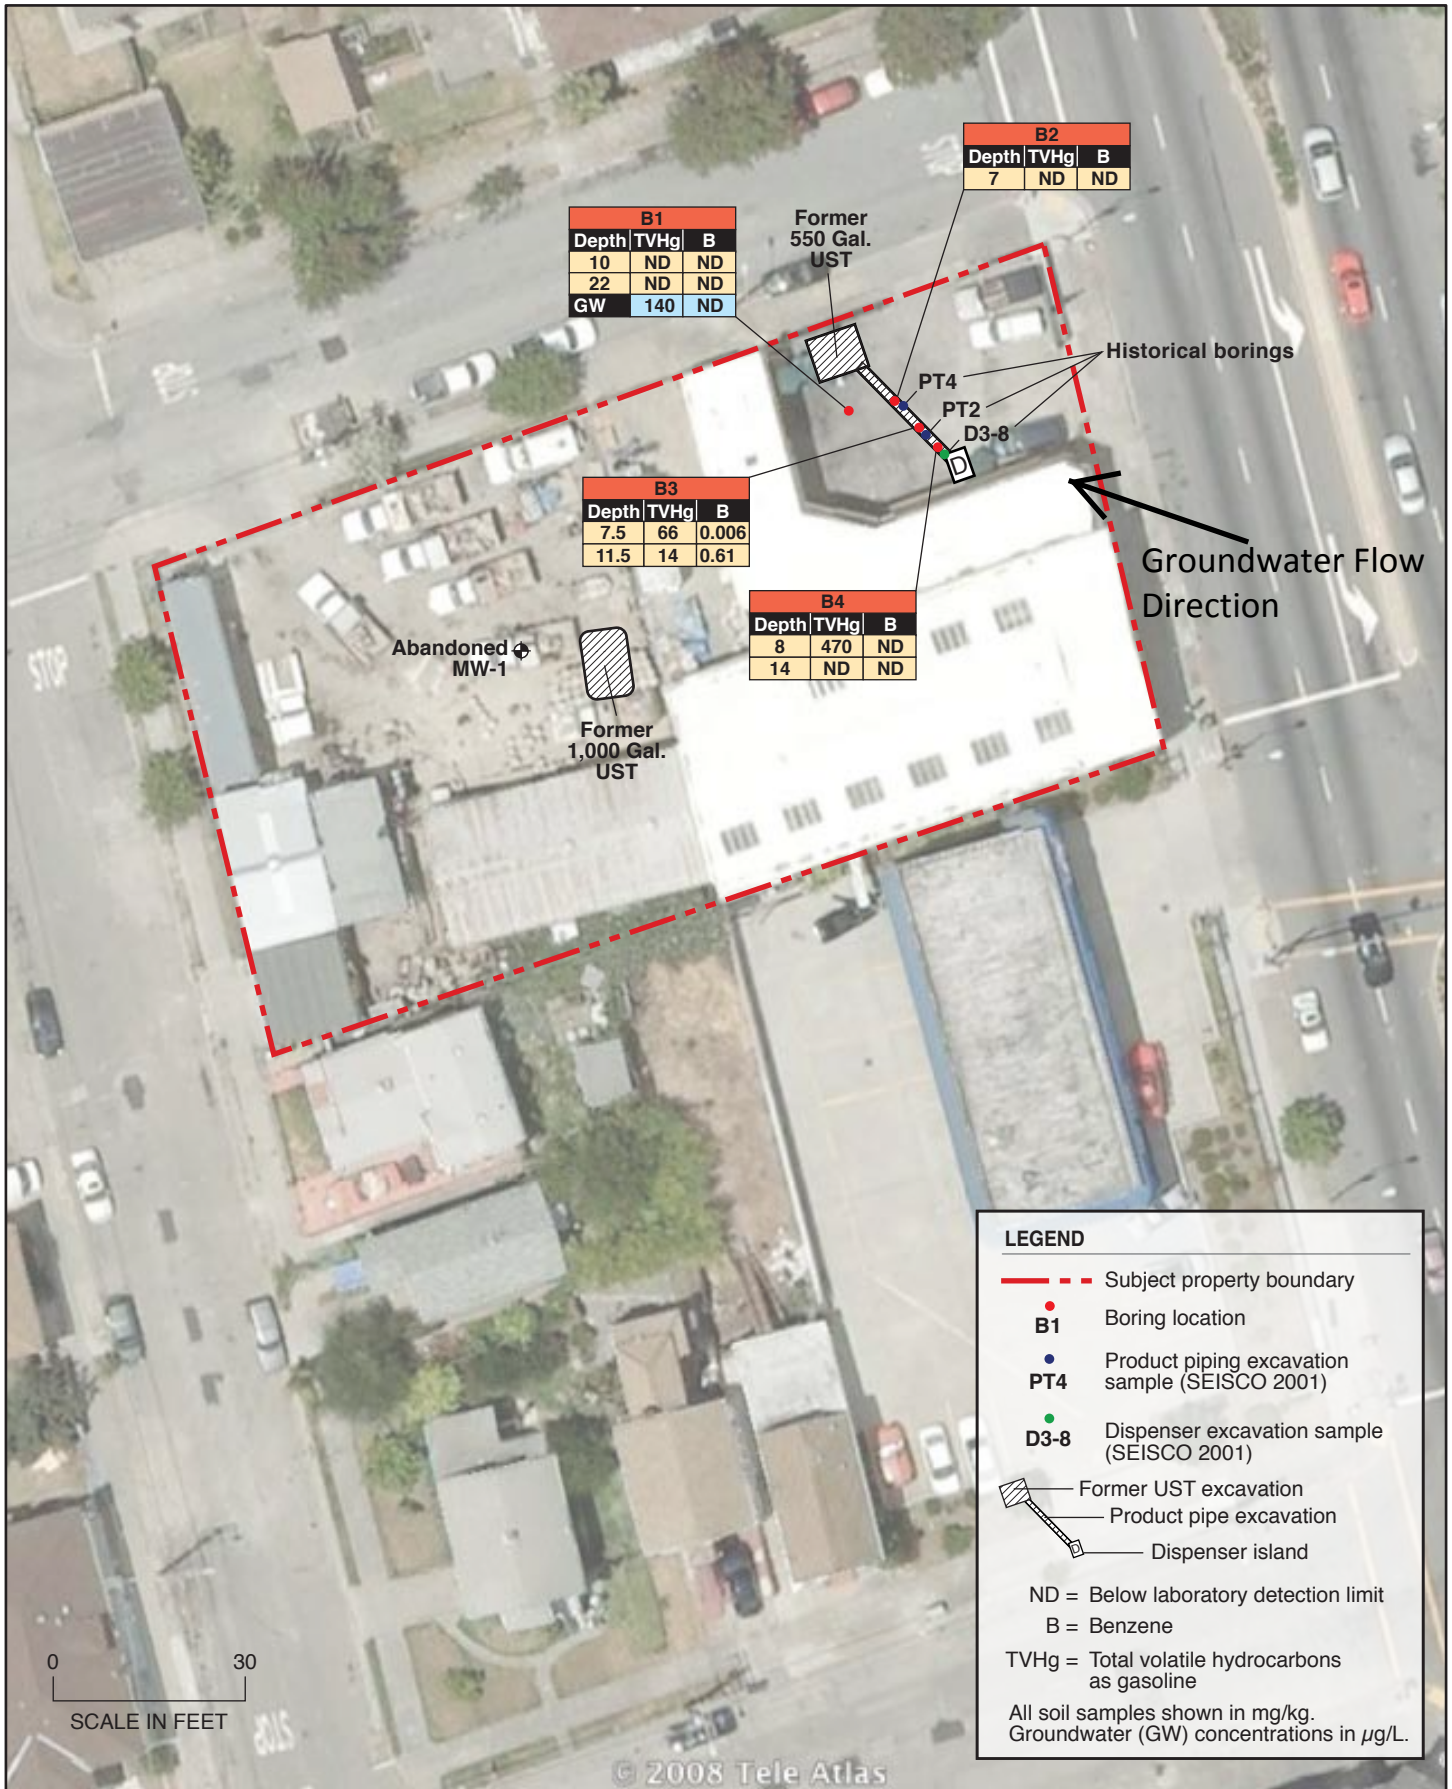 B2
Depth TVHg B
7 ND ND
B1
Depth TVHg B
10 ND ND
22 ND ND
GW 140 ND
Former
550 Gal.
UST
Historical borings
PT4
PT2
D3-8
D
B3
Depth TVHg B
7.5 66 0.006
11.5 14 0.61
Groundwater Flow
Direction
B4
Depth TVHg B
8 470 ND
14 ND ND
Abandoned
MW-1
Former
1,000 Gal.
UST
STOP
LEGEND
Subject property boundary
B1 Boring location
PT4 Product piping excavation
sample (SEISCO 2001)
D3-8 Dispenser excavation sample
(SEISCO 2001)
Former UST excavation
Product pipe excavation
D
Dispenser island
ND = Below laboratory detection limit
B = Benzene
TVHg = Total volatile hydrocarbons
as gasoline
All soil samples shown in mg/kg.
Groundwater (GW) concentrations in µg/L.
0 30
SCALE IN FEET
STOP
© 2008 Tele Atlas